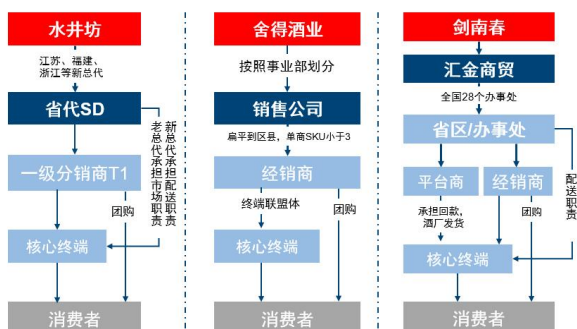 水井坊
江苏、福建、
浙江等新总代
省代SD
一级分销商T1
团购
核心终端
消费者
新总代承担配送职责
老总代承担市场职责
舍得酒业
按照事业部划分
销售公司
扁平到区县，单商SKU小于3
经销商
终端联盟体
团购
核心终端
消费者
剑南春
汇金商贸
全国28个办事处
省区/办事处
平台商
经销商
承担回款，
酒厂发货
团购
配送职责
核心终端
消费者